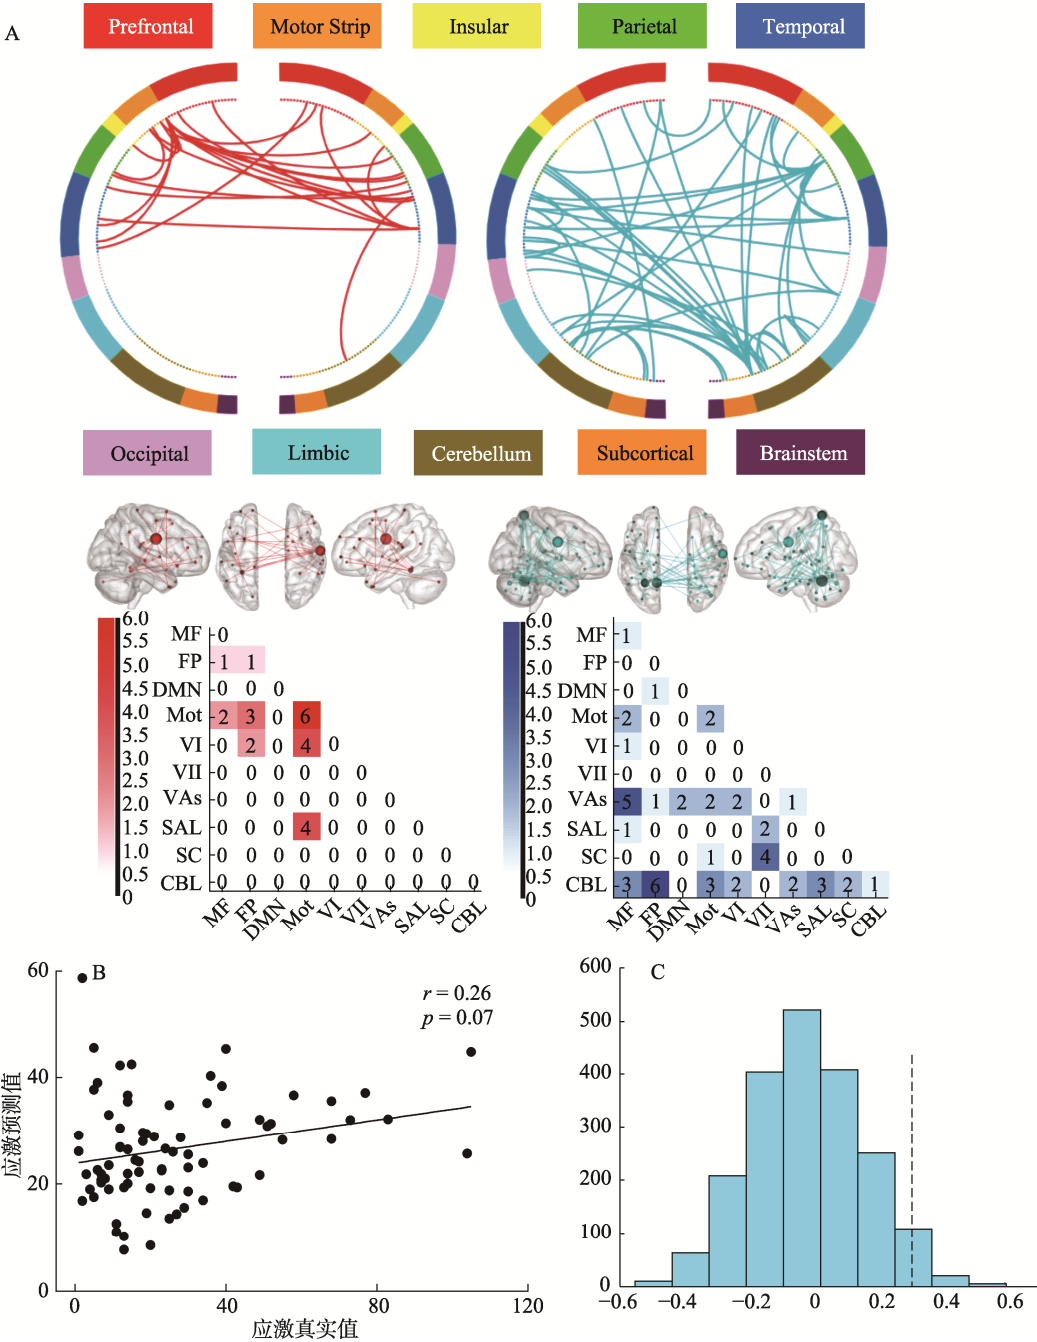 A
Prefrontal Motor Strip Insular Parietal Temporal
Occipital Limbic Cerebellum Subcortical Brainstem
6.0
5.5
5.0
4.5
4.0
3.5
3.0
2.5
2.0
1.5
1.0
0.5
0
MF 0
FP 1 1
DMN 0 0 0
Mot 2 3 0 6
VI 0 2 0 4 0
VII 0 0 0 0 0 0
VAs 0 0 0 0 0 0 0
SAL 0 0 0 4 0 0 0 0
SC 0 0 0 0 0 0 0 0 0
CBL 0 0 0 0 0 0 0 0 0 0
MF FP DMN Mot VI VII VAs SAL SC CBL
6.0
5.5
5.0
4.5
4.0
3.5
3.0
2.5
2.0
1.5
1.0
0.5
0
MF 1
FP 0 0
DMN 0 1 0
Mot 2 0 0 2
VI 1 0 0 0 0
VII 0 0 0 0 0 0
VAs 5 1 2 2 2 0 1
SAL 1 0 0 0 0 2 0 0
SC 0 0 0 1 0 4 0 0 0
CBL 3 6 0 3 2 0 2 3 2 1
MF FP DMN Mot VI VII VAs SAL SC CBL
B
r = 0.26
p = 0.07
应激预测值
60
40
20
0
0 40 80 120
应激真实值
C
600
500
400
300
200
100
0
−0.6 −0.4 −0.2 0 0.2 0.4 0.6